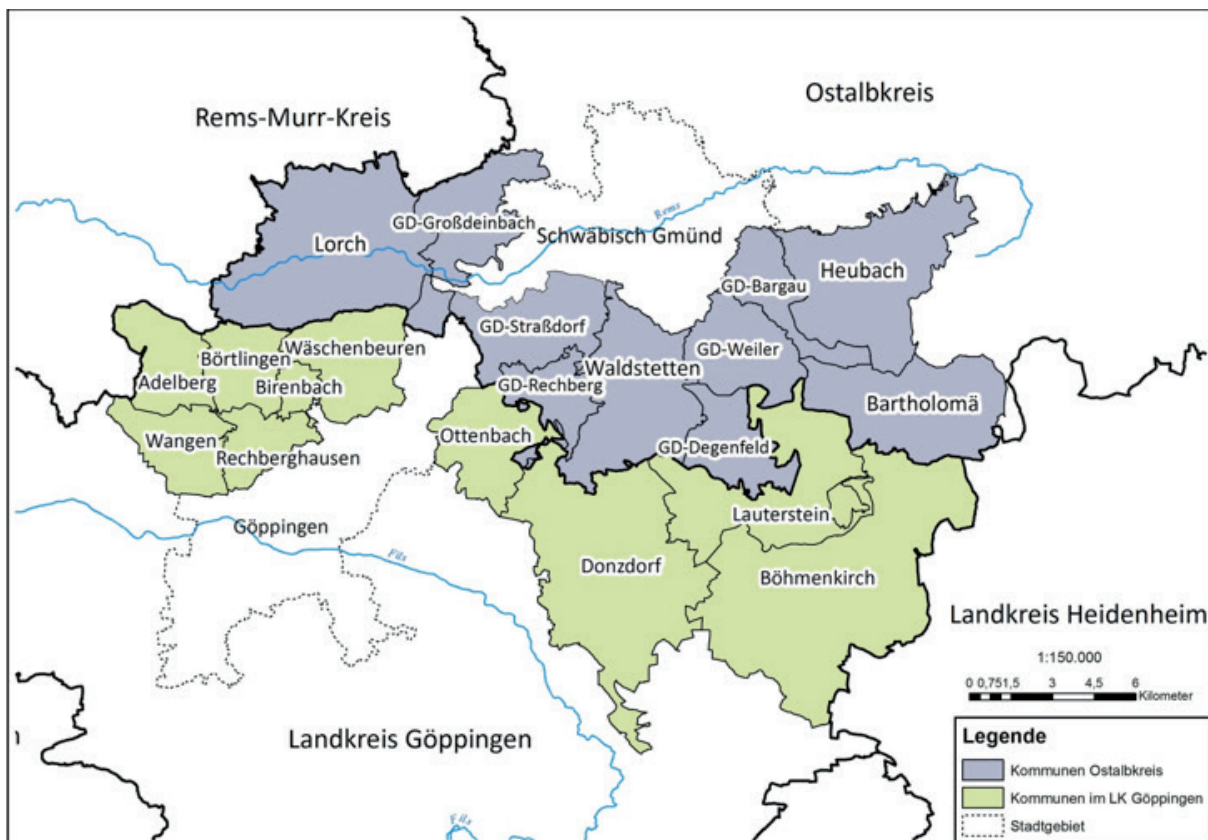 Ostalbkreis
Rems-Murr-Kreis
Rems
GD-Großdeinbach
Schwäbisch Gmünd
Lorch
Heubach
GD-Bargau
GD-Straßdorf
Wäschenbeuren
GD-Weiler
Börtlingen
Waldstetten
Adelberg
Birenbach
GD-Rechberg
Bartholomä
Wangen
Ottenbach
GD-Degenfeld
Rechberghausen
Lauterstein
Göppingen
Fils
Donzdorf
Böhmenkirch
Landkreis Heidenheim
1:150.000
0 0,751,5 3 4,5 6
Kilometer
Landkreis Göppingen
n
Legende
Kommunen Ostalbkreis
Kommunen im LK Göppingen
Stadtgebiet
Fils